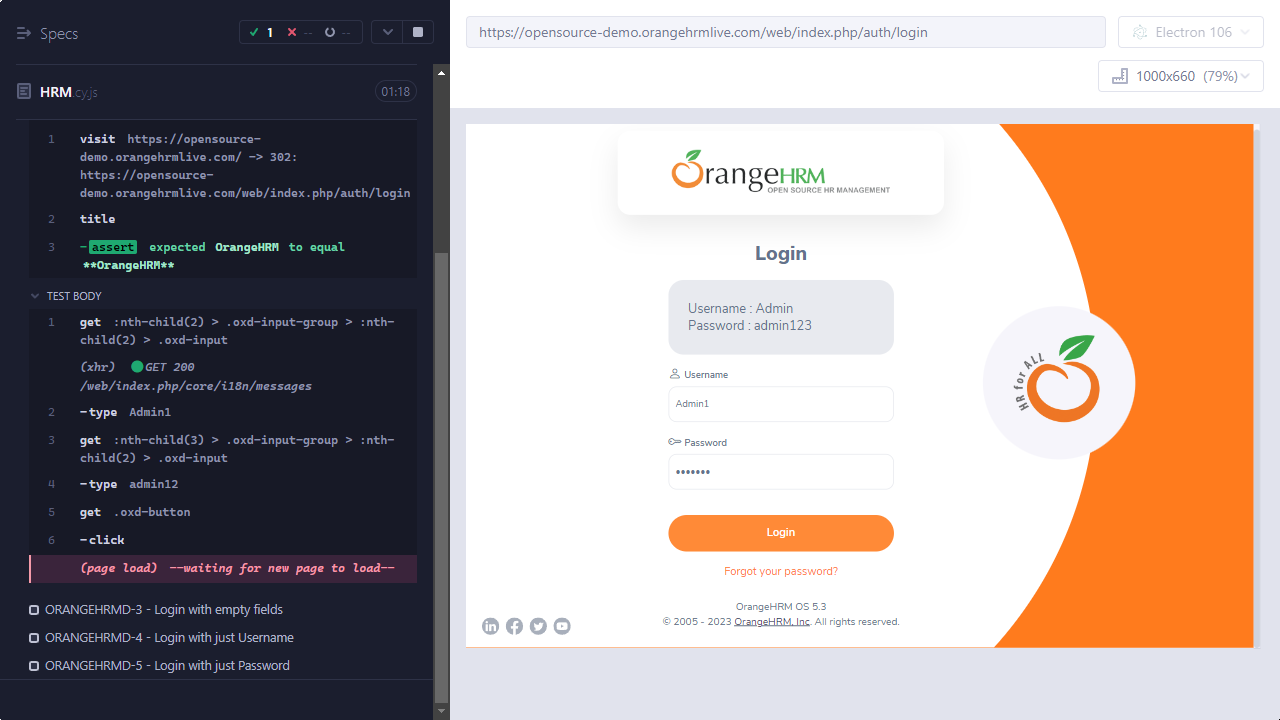 Specs
1
--
--
https://opensource-demo.orangehrmlive.com/web/index.php/auth/login
Electron 106
1000x660 (79%)
HRM.cy.js
01:18
1 visit https://opensource-
demo.orangehrmlive.com/ -> 302:
https://opensource-
demo.orangehrmlive.com/web/index.php/auth/login
2 title
3 -assert expected OrangeHRM to equal
**OrangeHRM**
TEST BODY
1 get :nth-child(2) > .oxd-input-group > :nth-
child(2) > .oxd-input
(xhr) GET 200
/web/index.php/core/i18n/messages
2 -type Admin1
3 get :nth-child(3) > .oxd-input-group > :nth-
child(2) > .oxd-input
4 -type admin12
5 get .oxd-button
6 -click
(page load) --waiting for new page to load--
ORANGEHRMD-3 - Login with empty fields
ORANGEHRMD-4 - Login with just Username
ORANGEHRMD-5 - Login with just Password
OrangeHRM
OPEN SOURCE HR MANAGEMENT
Login
Username : Admin
Password : admin123
Username
Admin1
Password
•••••••
Login
Forgot your password?
OrangeHRM OS 5.3
© 2005 - 2023 OrangeHRM, Inc. All rights reserved.
HR for ALL